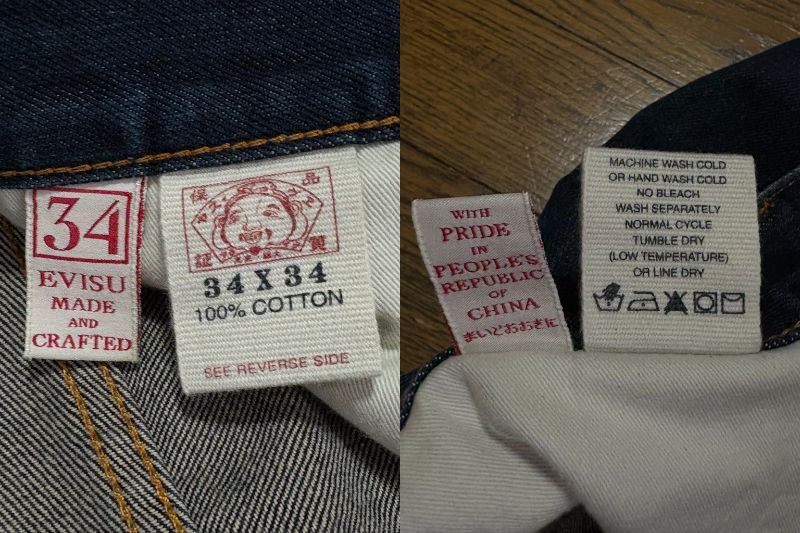 34
EVISU
MADE
AND
CRAFTED
34 X 34
100% COTTON
SEE REVERSE SIDE
WITH
PRIDE
IN
PEOPLE'S
REPUBLIC
OF
CHINA
まいどおおきに
MACHINE WASH COLD
OR HAND WASH COLD
NO BLEACH
WASH SEPARATELY
NORMAL CYCLE
TUMBLE DRY
(LOW TEMPERATURE)
OR LINE DRY